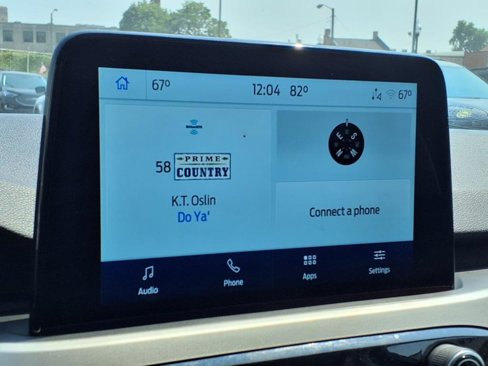 67° 12:04 82° 67°
58 PRIME
COUNTRY
K.T. Oslin
Do Ya'
E S
N W
Connect a phone
Audio Phone Apps Settings